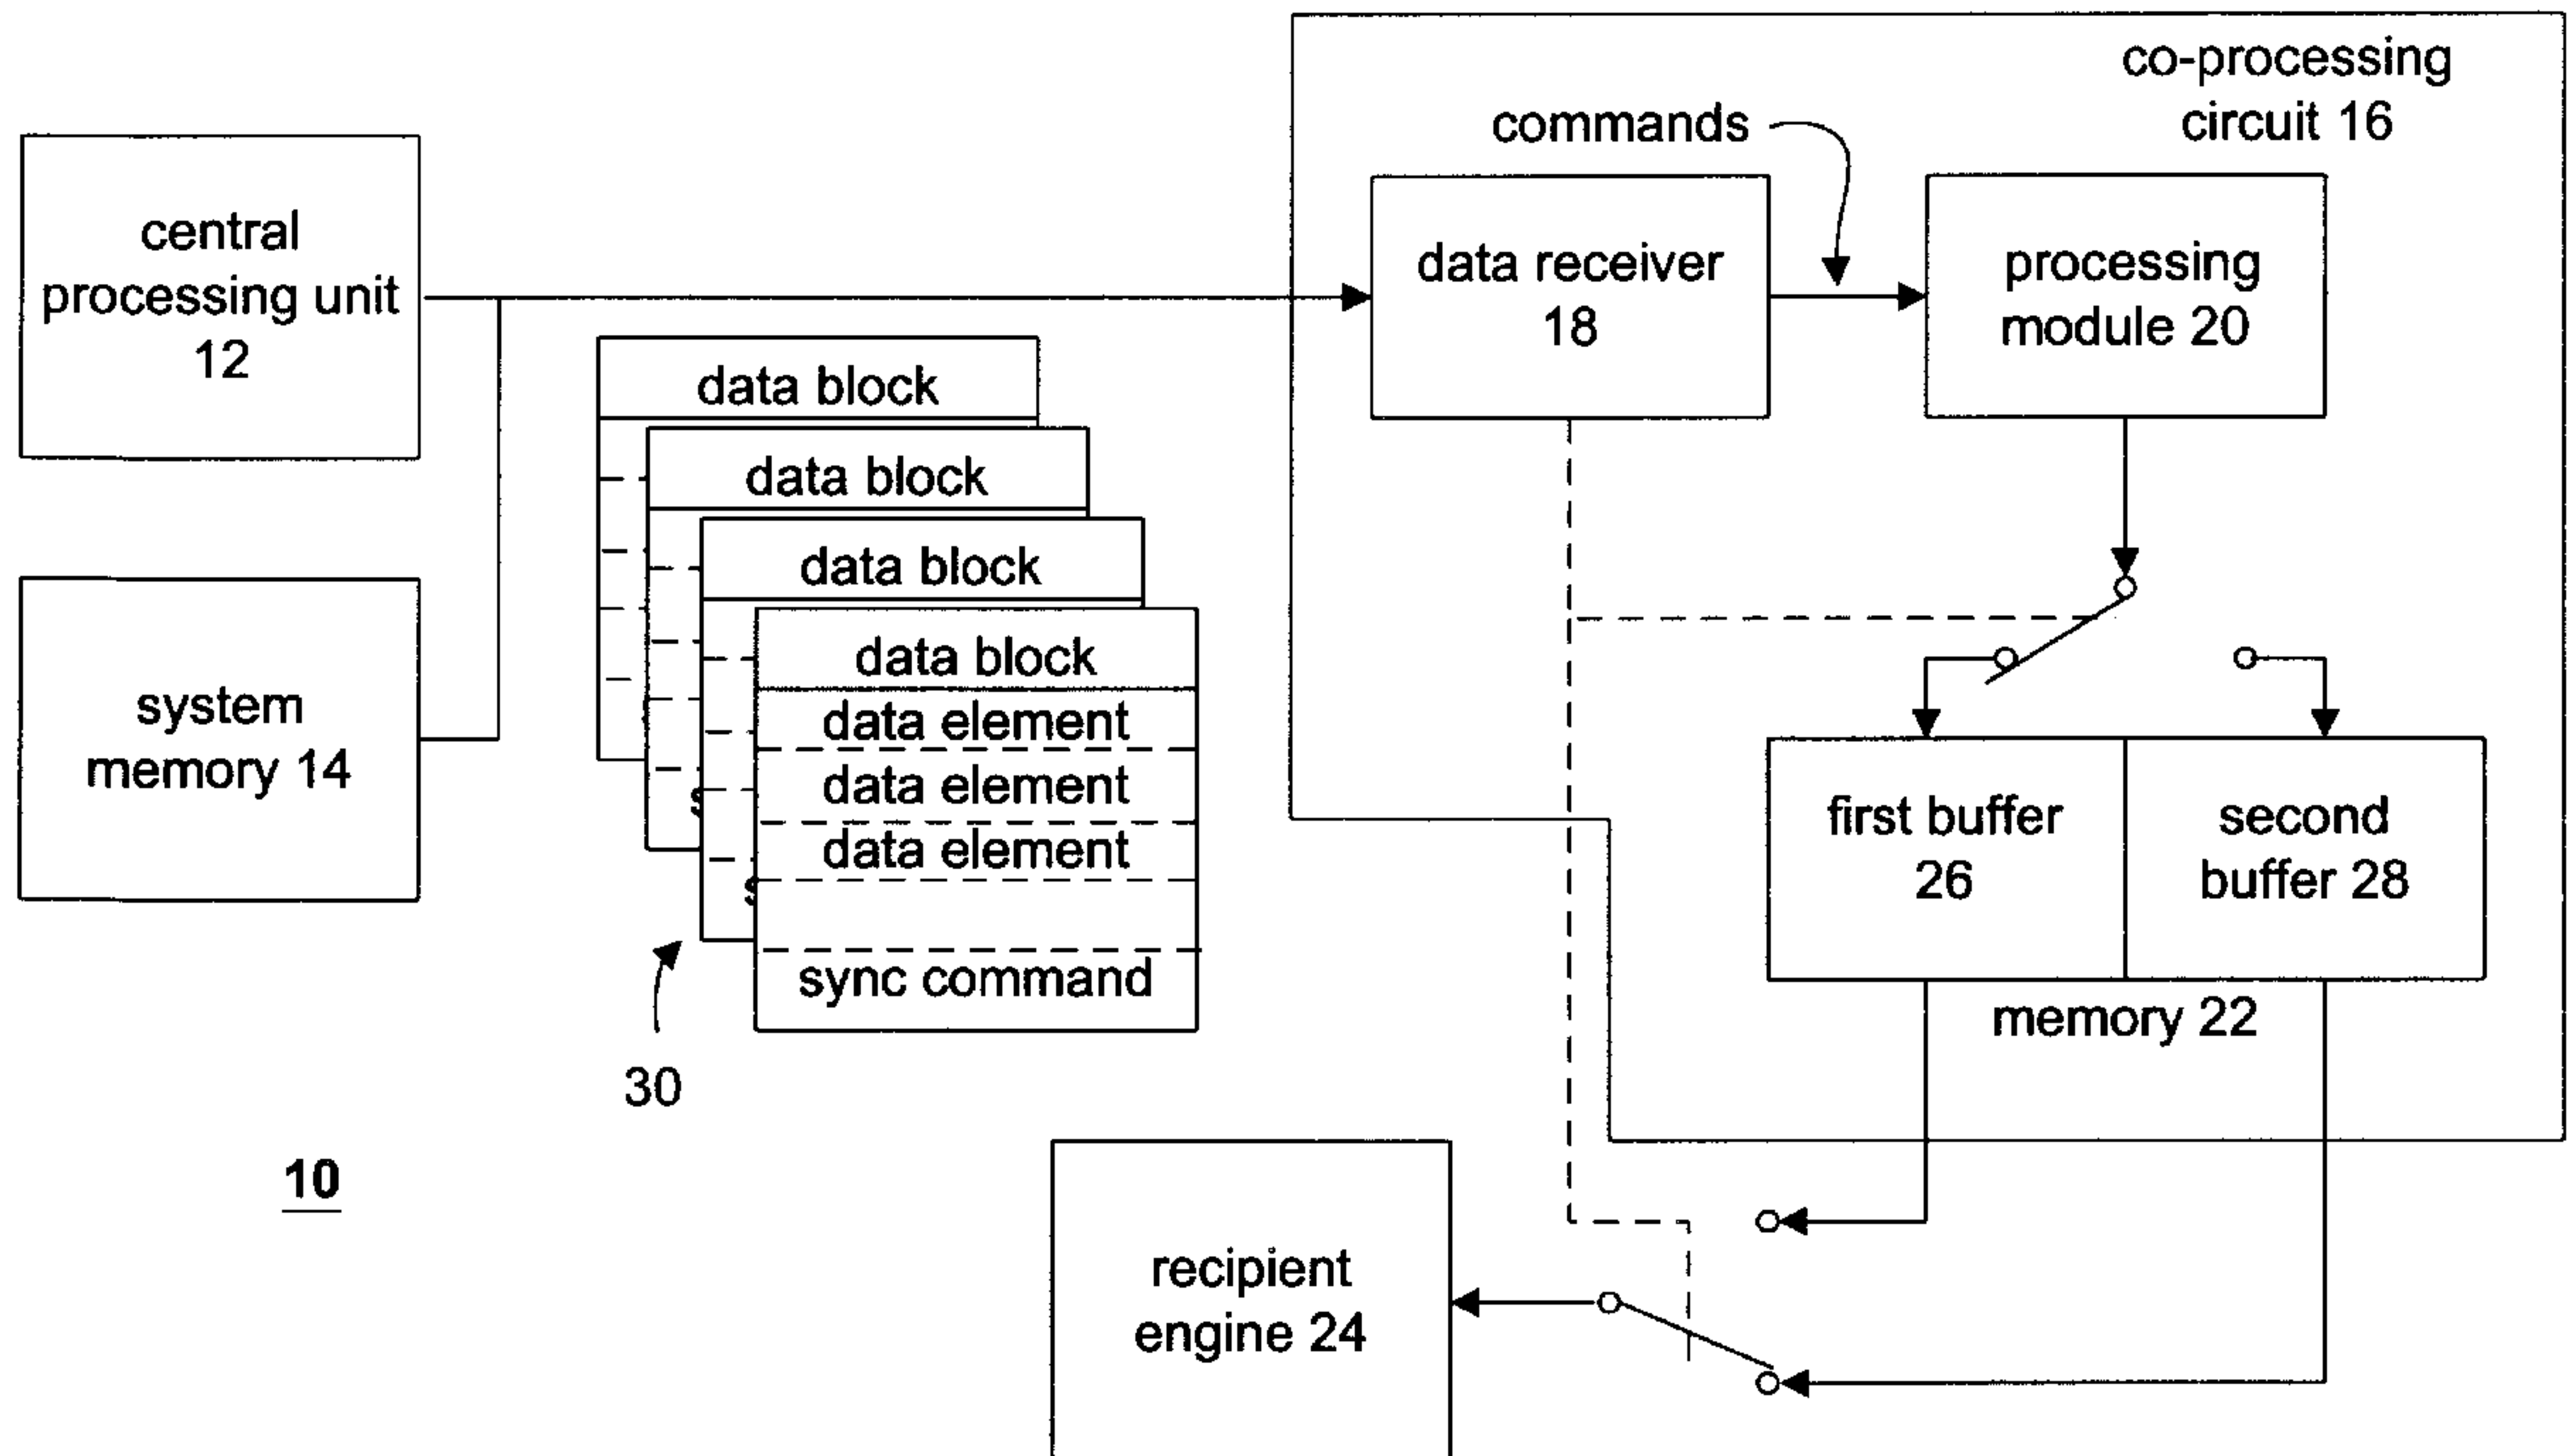 co-processing
circuit 16
commands
central
processing unit
12
data receiver
18
processing
module 20
data block
data block
data block
data block
data element
data element
data element
sync command
system
memory 14
first buffer
26
second
buffer 28
memory 22
30
10
recipient
engine 24